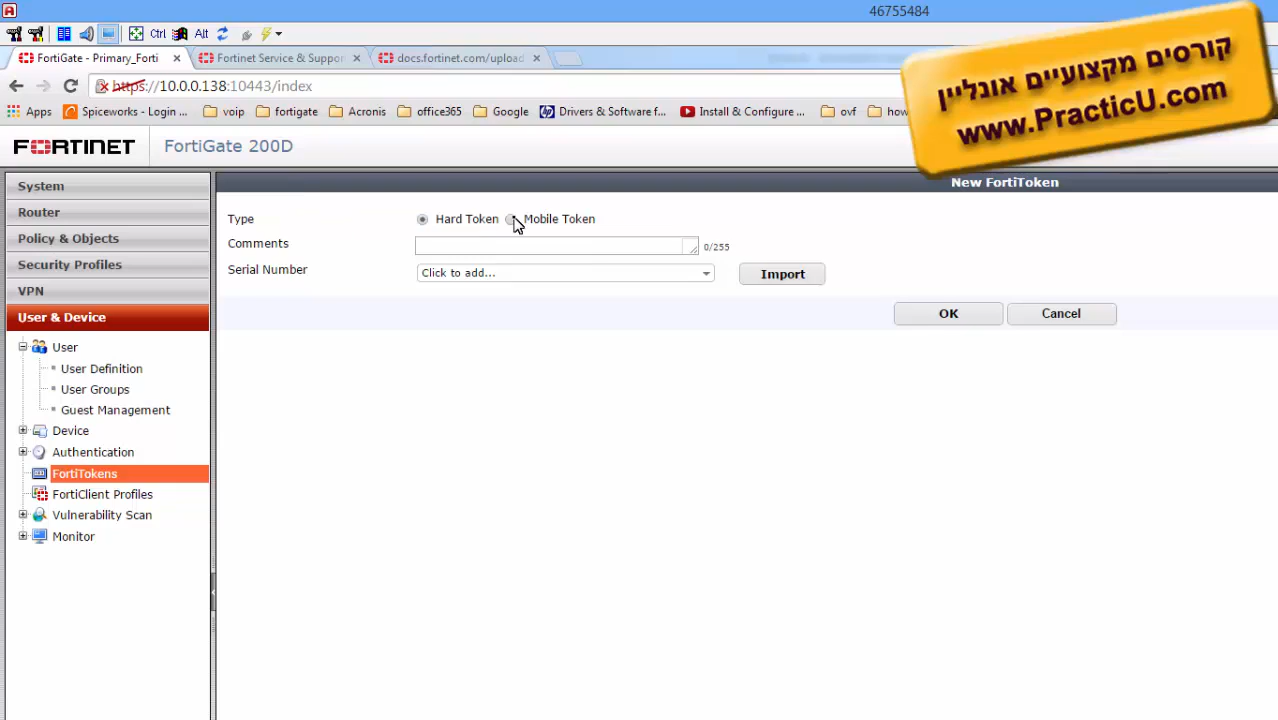 46755484
Ctrl Alt
FortiGate - Primary_Forti
Fortinet Service & Suppor
docs.fortinet.com/upload
https://10.0.0.138:10443/index
Apps
Spiceworks - Login ...
voip
fortigate
Acronis
office365
Google
Drivers & Software f...
Install & Configure ...
ovf
how
קורסים מקצועיים אונליין
www.PracticU.com
FORTINET
FortiGate 200D
System
Router
Policy & Objects
Security Profiles
VPN
User & Device
User
User Definition
User Groups
Guest Management
Device
Authentication
FortiTokens
FortiClient Profiles
Vulnerability Scan
Monitor
New FortiToken
Type
Hard Token
Mobile Token
Comments
0/255
Serial Number
Click to add...
Import
OK
Cancel